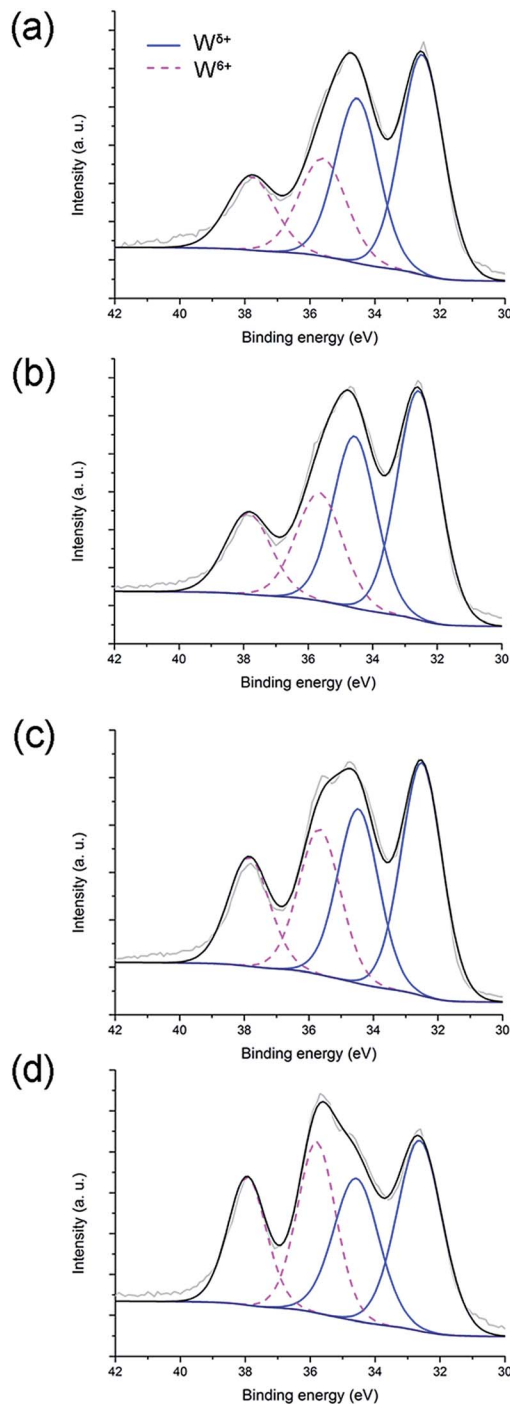 (a)
W^δ+
W^6+
Intensity (a. u.)
42 40 38 36 34 32 30
Binding energy (eV)
(b)
Intensity (a. u.)
42 40 38 36 34 32 30
Binding energy (eV)
(c)
Intensity (a. u.)
42 40 38 36 34 32 30
Binding energy (eV)
(d)
Intensity (a. u.)
42 40 38 36 34 32 30
Binding energy (eV)